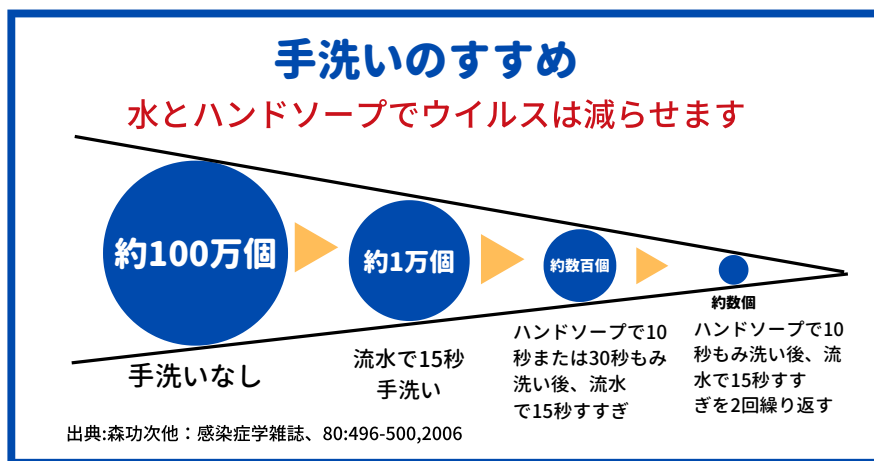 手洗いのすすめ
水とハンドソープでウイルスは減らせます
約100万個
約1万個
約数百個
約数個
手洗いなし
流水で15秒
手洗い
ハンドソープで10
秒または30秒もみ
洗い後、流水
で15秒すすぎ
ハンドソープで10
秒もみ洗い後、流
水で15秒すす
ぎを2回繰り返す
出典:森功次他：感染症学雑誌、80:496-500,2006